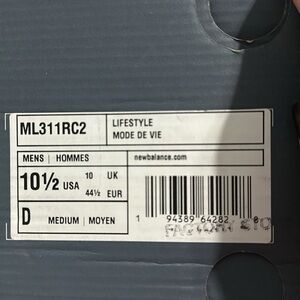 ML311RC2
LIFESTYLE
MODE DE VIE
MENS | HOMMES
newbalance.com
10½ USA
10 UK
44½ EUR
D
MEDIUM | MOYEN
1 94389 64282 8